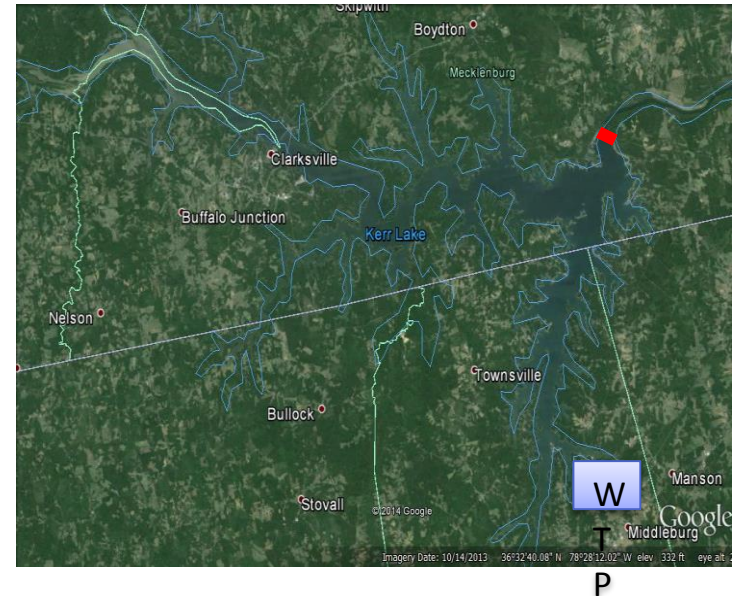 Skipwith
Boydton
Mecklenburg
Clarksville
Buffalo Junction
Kerr Lake
Nelson
Townsville
Bullock
Manson
W
T
P
Stovall
© 2014 Google
Google
Middleburg
Imagery Date: 10/14/2013 36°32'40.08" N 78°28'12.02" W elev 332 ft eye alt